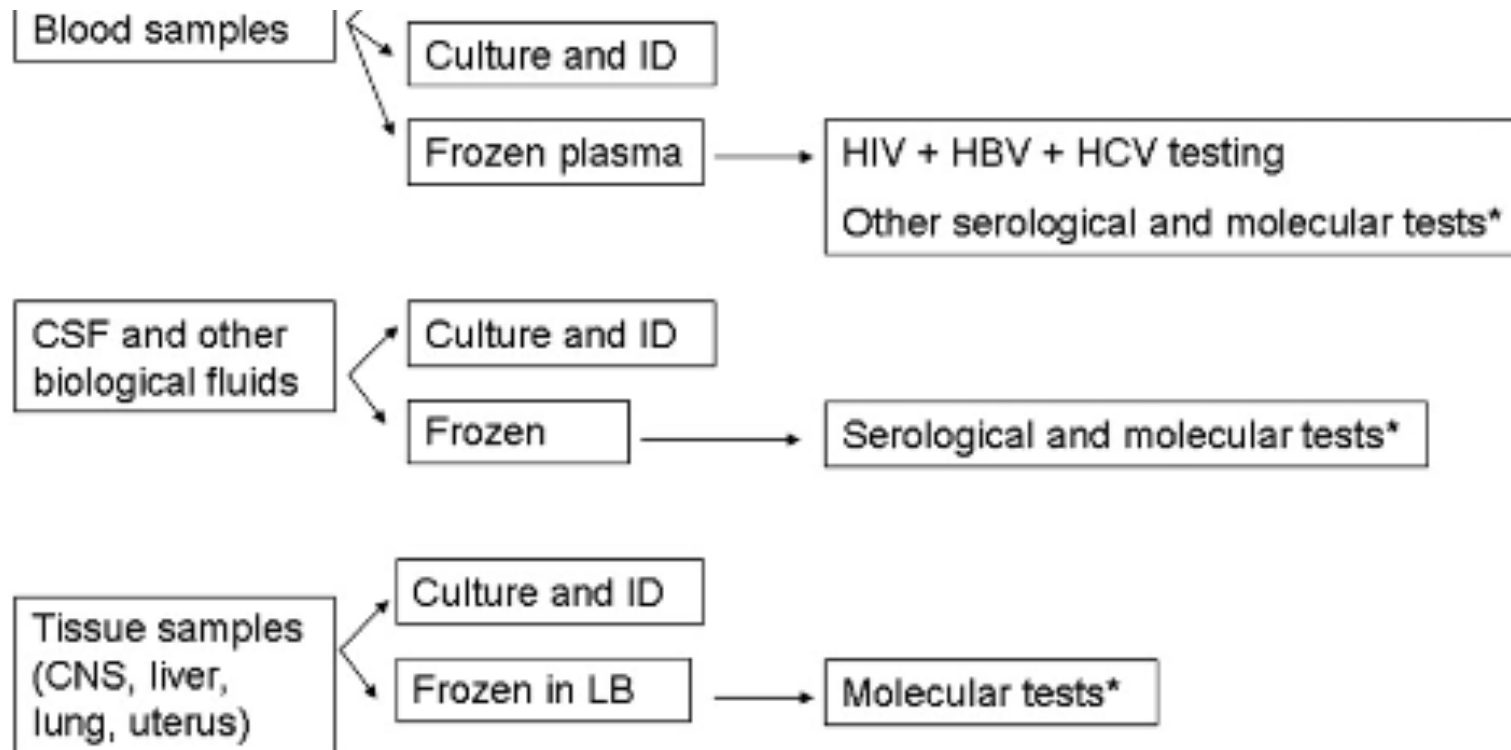 Blood samples
Culture and ID
Frozen plasma
HIV + HBV + HCV testing
Other serological and molecular tests*
CSF and other
biological fluids
Culture and ID
Frozen
Serological and molecular tests*
Tissue samples
(CNS, liver,
lung, uterus)
Culture and ID
Frozen in LB
Molecular tests*